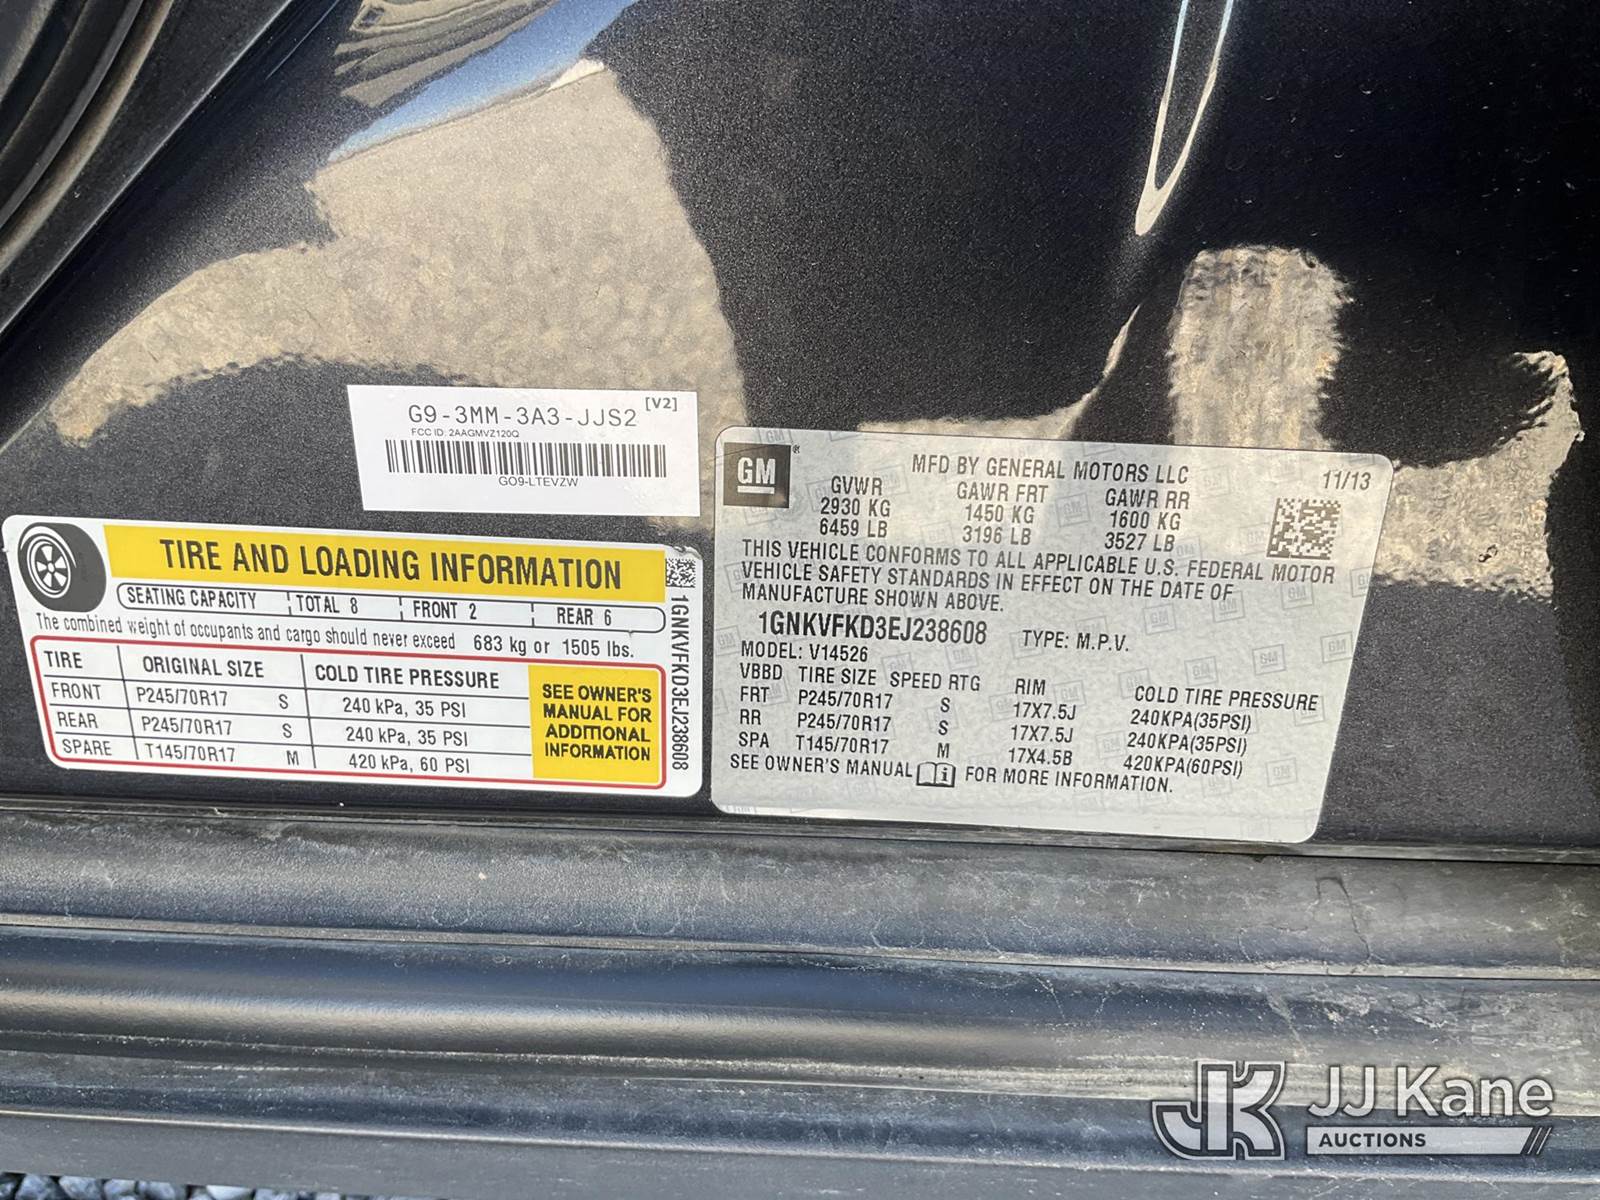 G9-3MM-3A3-JJS2 [V2]
FCC ID: 2AAGMVZ120Q
GO9-LTEVZW
TIRE AND LOADING INFORMATION
SEATING CAPACITY TOTAL 8 FRONT 2 REAR 6
The combined weight of occupants and cargo should never exceed 683 kg or 1505 lbs.
TIRE ORIGINAL SIZE COLD TIRE PRESSURE
FRONT P245/70R17 S 240 kPa, 35 PSI
REAR P245/70R17 S 240 kPa, 35 PSI
SPARE T145/70R17 M 420 kPa, 60 PSI
SEE OWNER'S
MANUAL FOR
ADDITIONAL
INFORMATION
1GNKVFKD3EJ238608
GM®
MFD BY GENERAL MOTORS LLC 11/13
GVWR GAWR FRT GAWR RR
2930 KG 1450 KG 1600 KG
6459 LB 3196 LB 3527 LB
THIS VEHICLE CONFORMS TO ALL APPLICABLE U.S. FEDERAL MOTOR
VEHICLE SAFETY STANDARDS IN EFFECT ON THE DATE OF
MANUFACTURE SHOWN ABOVE.
1GNKVFKD3EJ238608 TYPE: M.P.V.
MODEL: V14526
VBBD TIRE SIZE SPEED RTG RIM COLD TIRE PRESSURE
FRT P245/70R17 S 17X7.5J 240KPA(35PSI)
RR P245/70R17 S 17X7.5J 240KPA(35PSI)
SPA T145/70R17 M 17X4.5B 420KPA(60PSI)
SEE OWNER'S MANUAL i FOR MORE INFORMATION.
JK JJ Kane
AUCTIONS